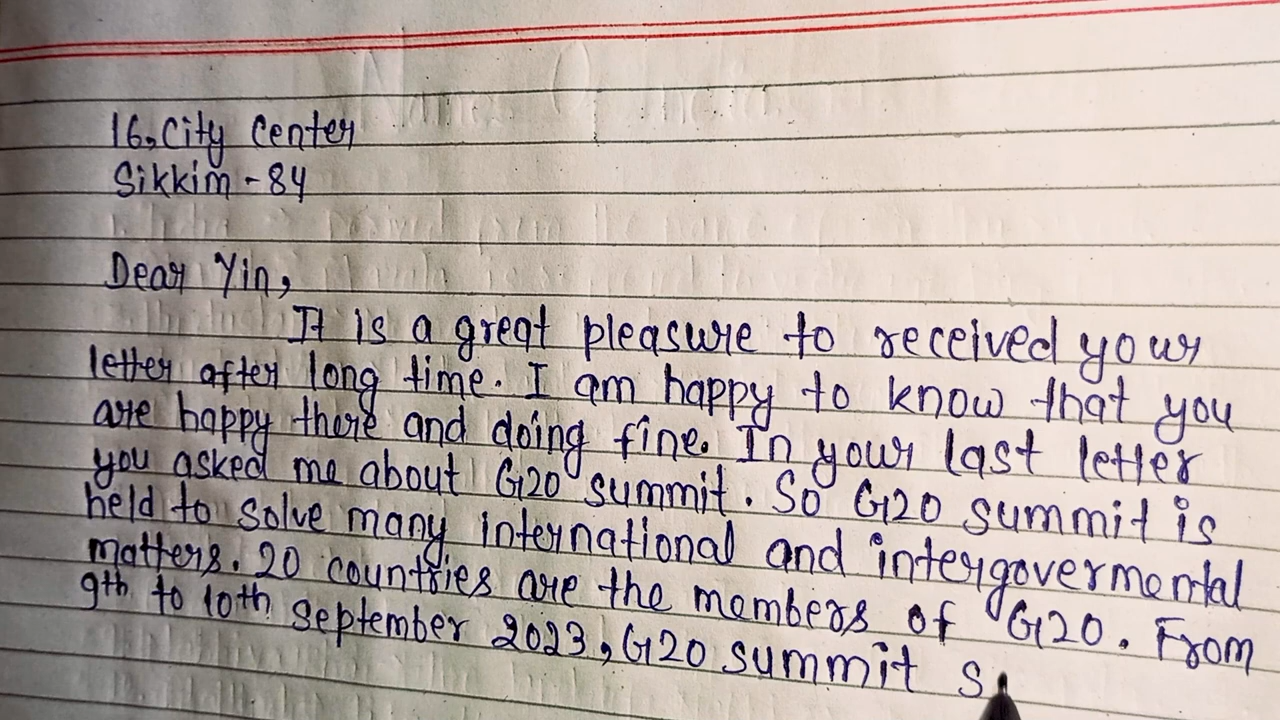 16, City Center
Sikkim - 84
Dear Yin,
It is a great pleasure to received your
letter after long time. I am happy to know that you
are happy there and doing fine. In your last letter
you asked me about G20 summit. So G20 summit is
held to solve many international and intergovermental
matters. 20 countries are the members of G20. From
9th to 10th September 2023, G20 summit s